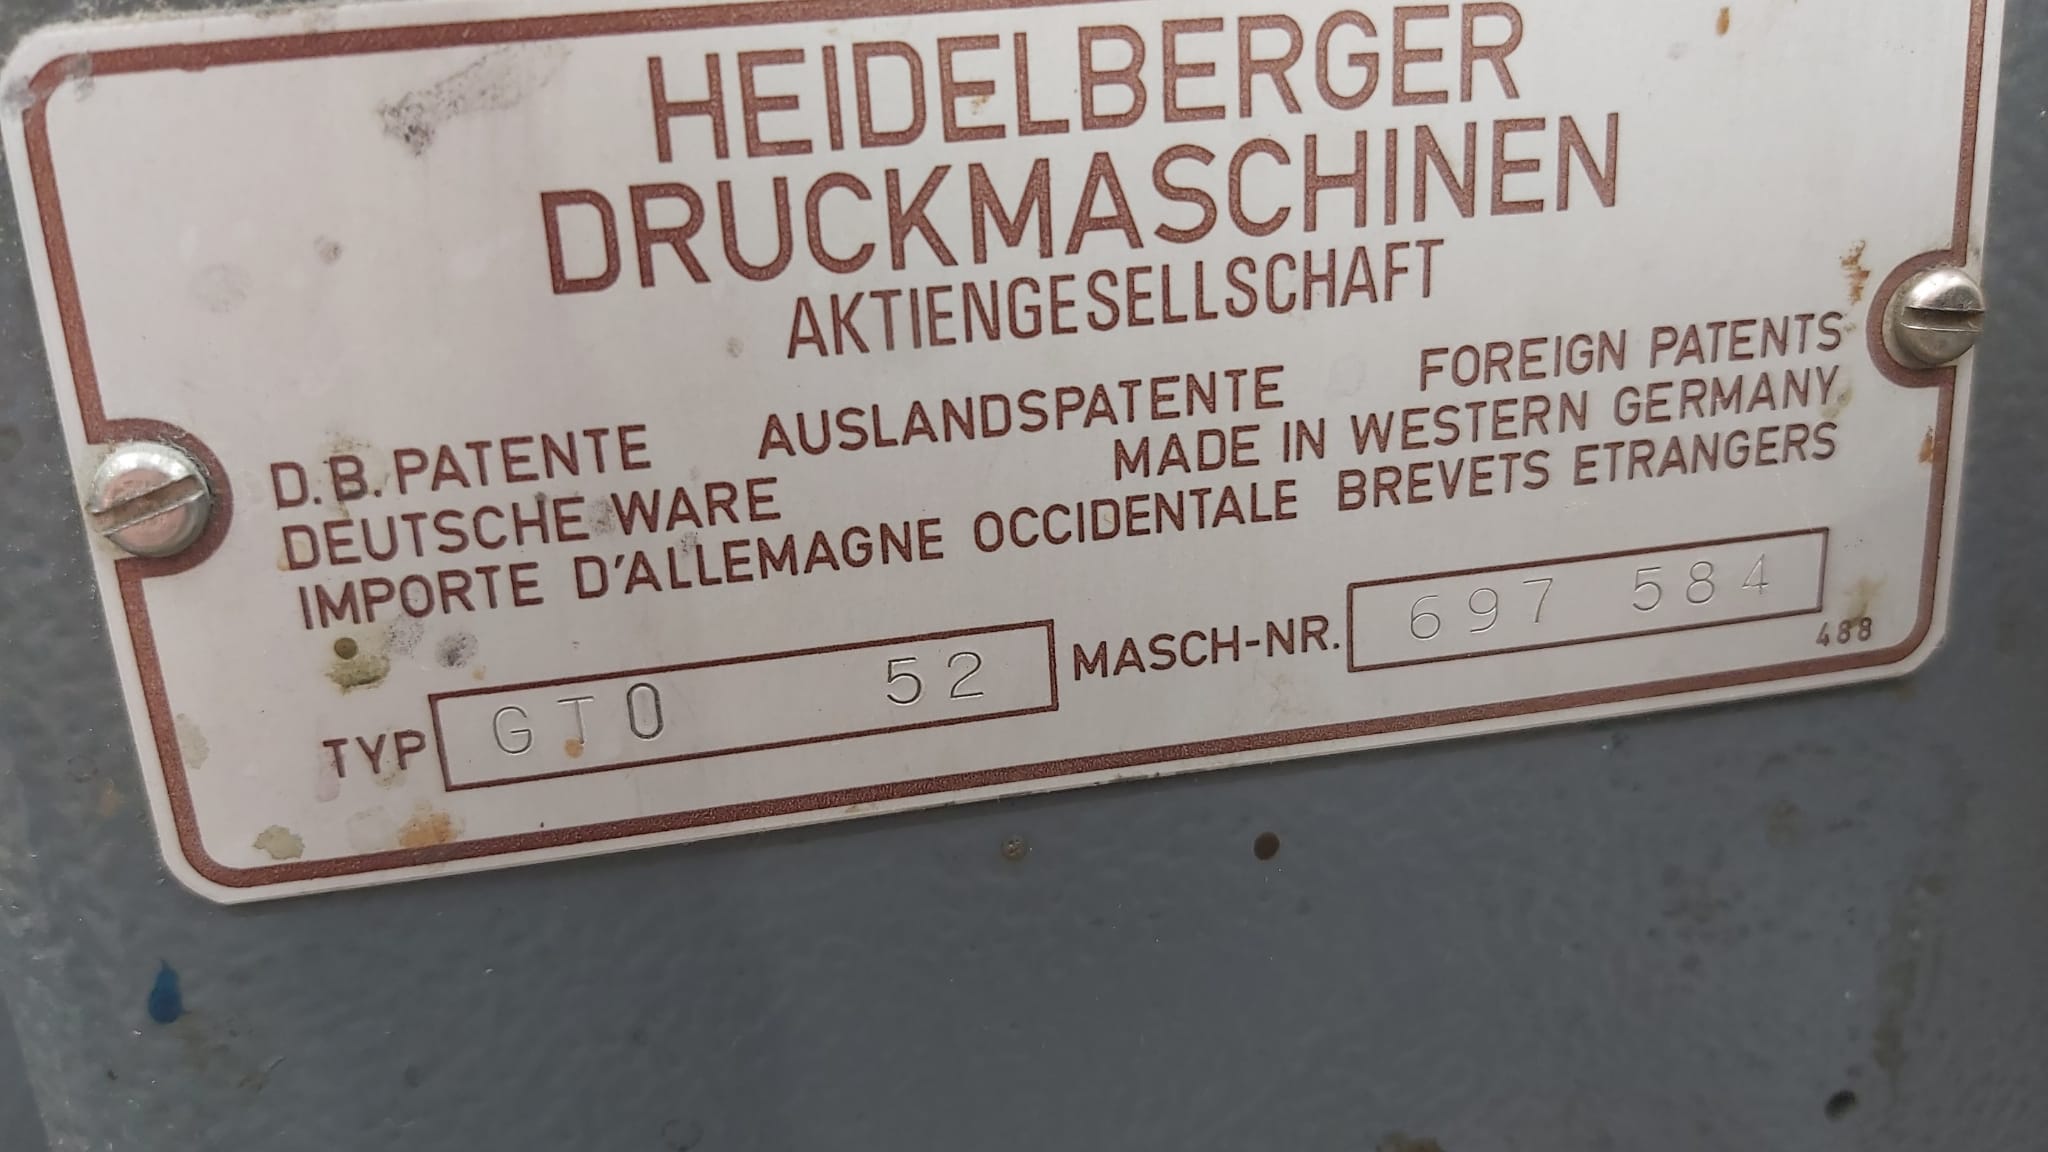 HEIDELBERGER
DRUCKMASCHINEN
AKTIENGESELLSCHAFT
D.B. PATENTE AUSLANDSPATENTE FOREIGN PATENTS
DEUTSCHE WARE MADE IN WESTERN GERMANY
IMPORTE D'ALLEMAGNE OCCIDENTALE BREVETS ETRANGERS
TYP GTO 52 MASCH-NR. 697 584
488